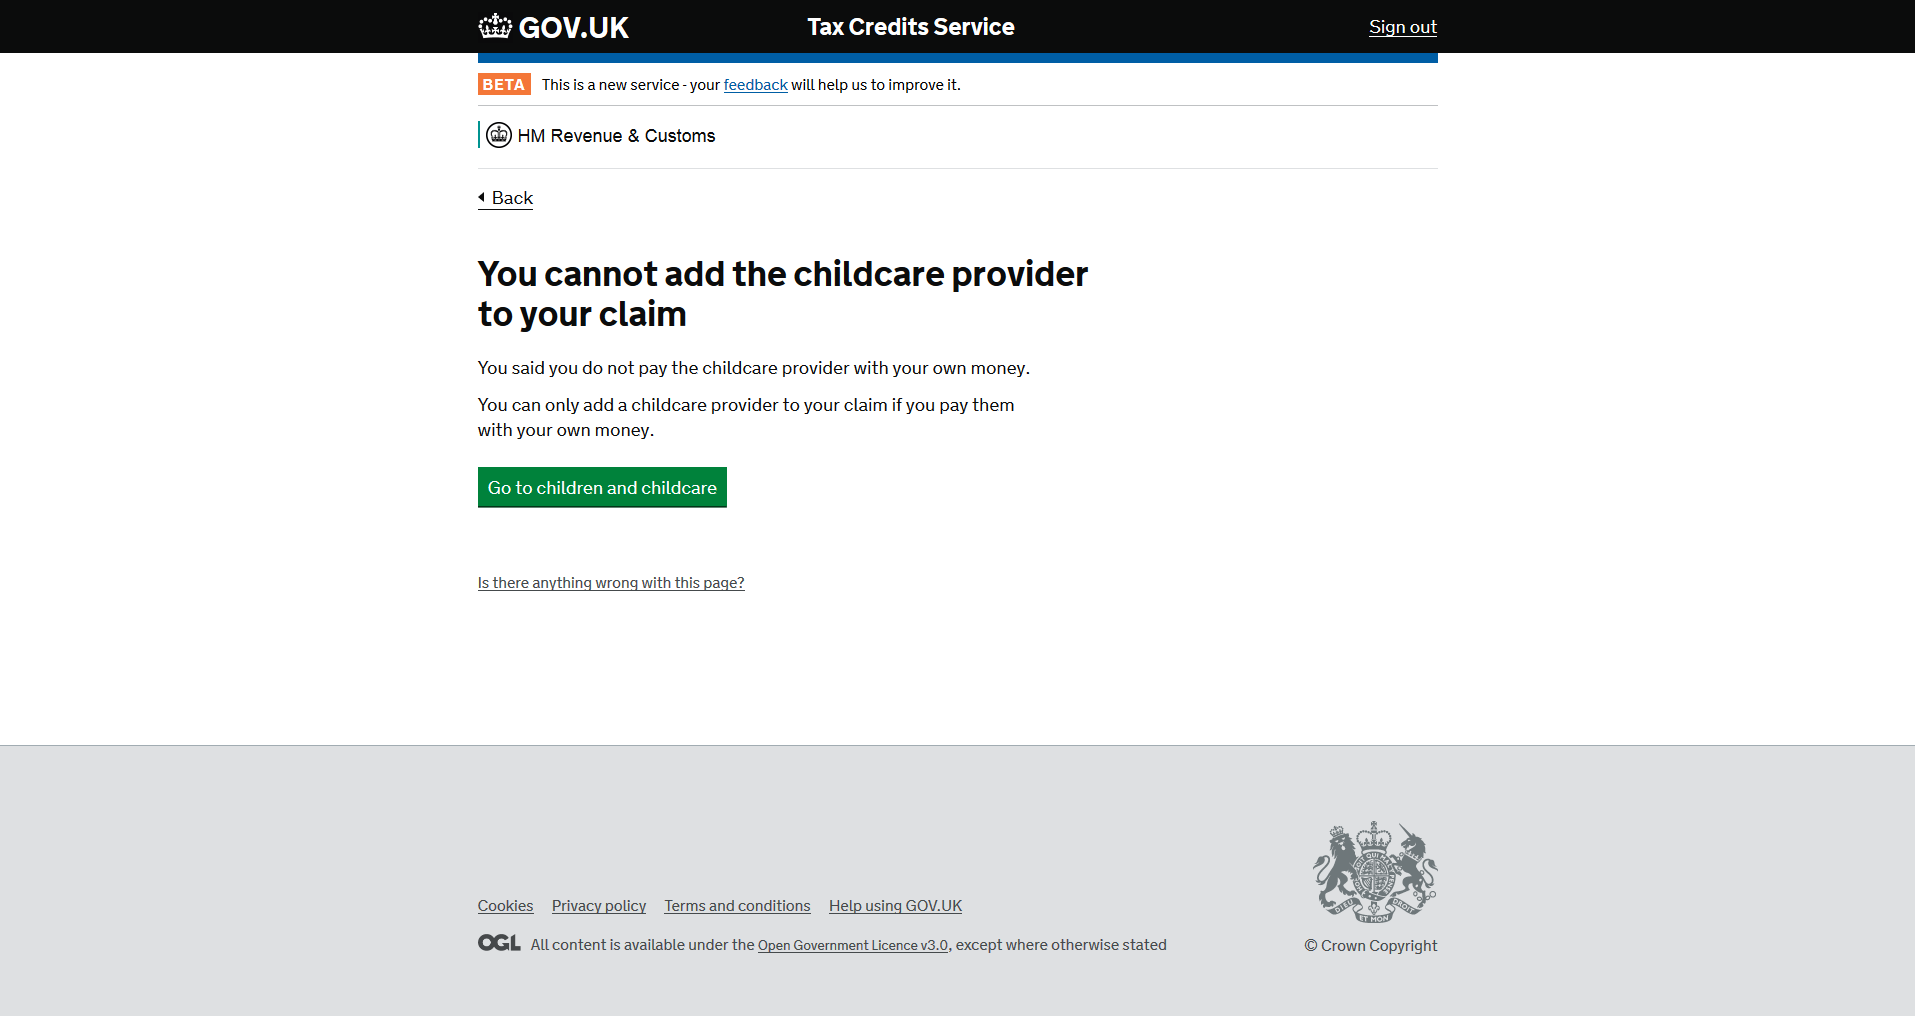 GOV.UK Tax Credits Service Sign out
BETA This is a new service - your feedback will help us to improve it.
HM Revenue & Customs
Back
You cannot add the childcare provider
to your claim
You said you do not pay the childcare provider with your own money.
You can only add a childcare provider to your claim if you pay them
with your own money.
Go to children and childcare
Is there anything wrong with this page?
Cookies Privacy policy Terms and conditions Help using GOV.UK
OGL All content is available under the Open Government Licence v3.0, except where otherwise stated
DIEU ET MON DROIT
© Crown Copyright